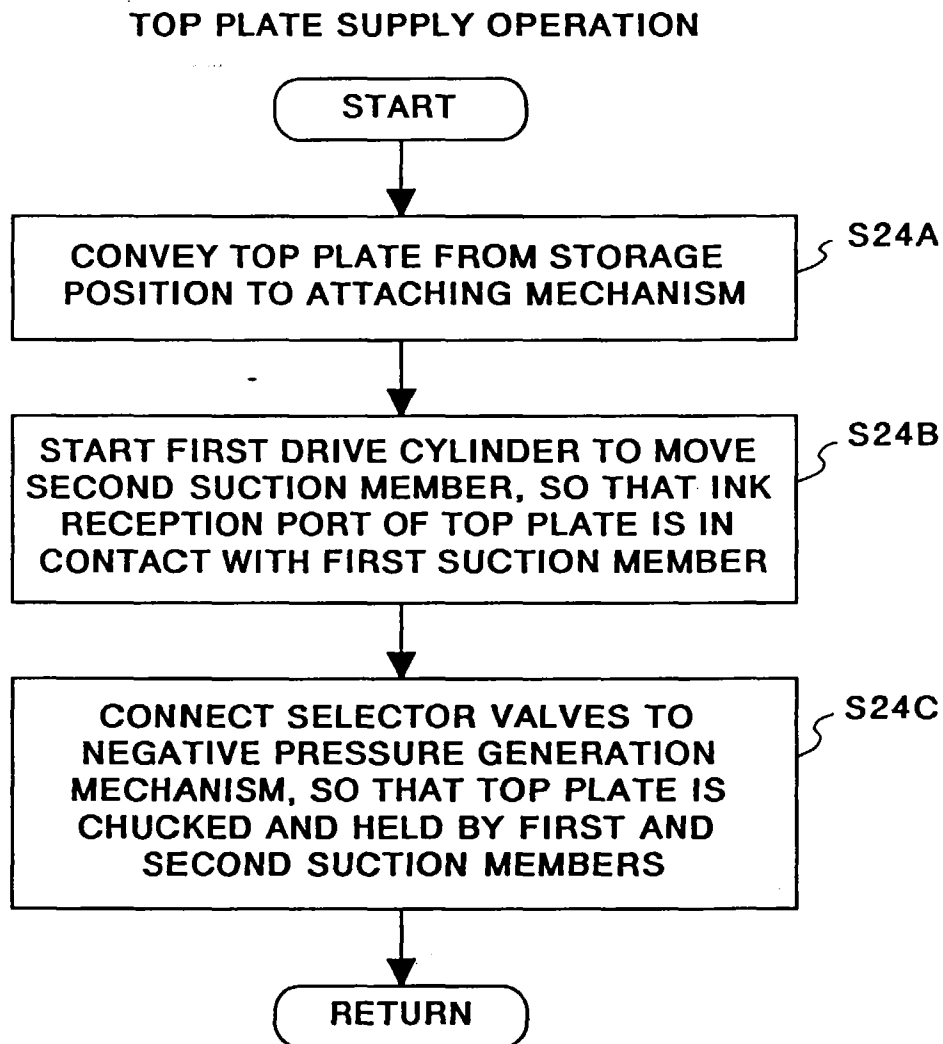 TOP PLATE SUPPLY OPERATION
START
CONVEY TOP PLATE FROM STORAGE
POSITION TO ATTACHING MECHANISM
S24A
START FIRST DRIVE CYLINDER TO MOVE
SECOND SUCTION MEMBER, SO THAT INK
RECEPTION PORT OF TOP PLATE IS IN
CONTACT WITH FIRST SUCTION MEMBER
S24B
CONNECT SELECTOR VALVES TO
NEGATIVE PRESSURE GENERATION
MECHANISM, SO THAT TOP PLATE IS
CHUCKED AND HELD BY FIRST AND
SECOND SUCTION MEMBERS
S24C
RETURN